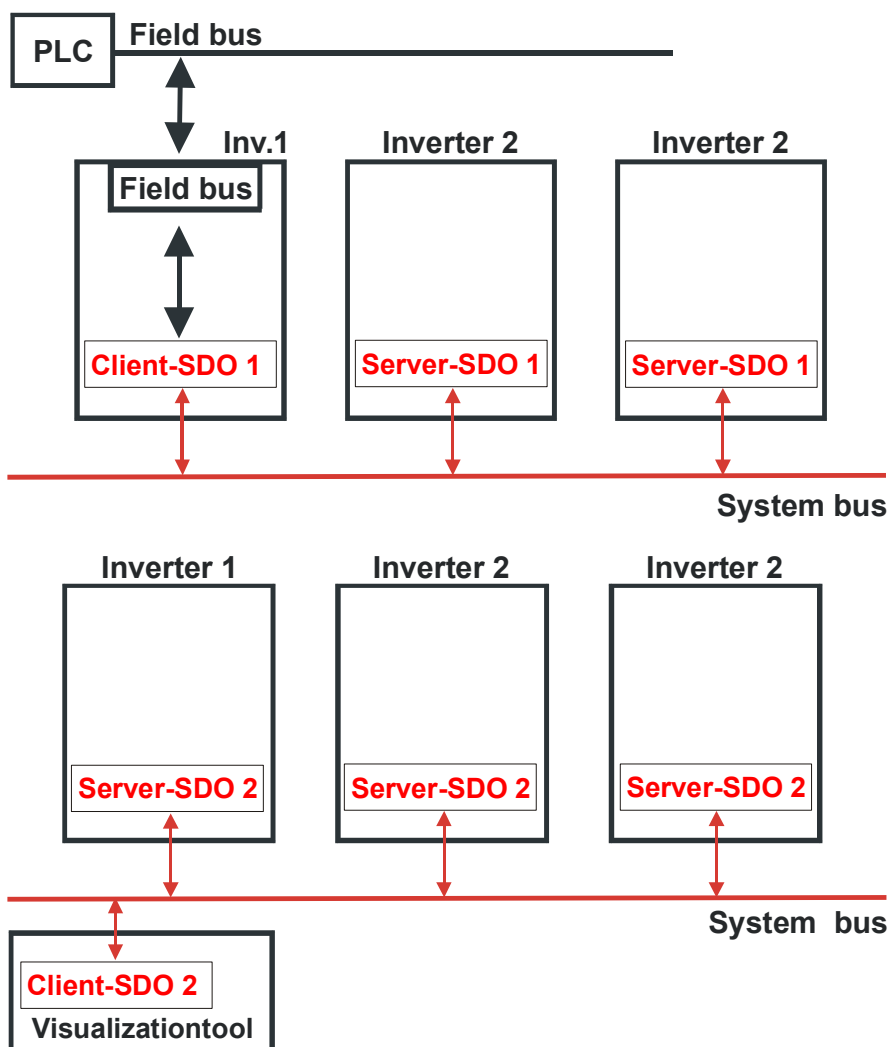 Field bus
PLC
Inv.1
Inverter 2
Inverter 2
Field bus
Client-SDO 1
Server-SDO 1
Server-SDO 1
System bus
Inverter 1
Inverter 2
Inverter 2
Server-SDO 2
Server-SDO 2
Server-SDO 2
System bus
Client-SDO 2
Visualizationtool